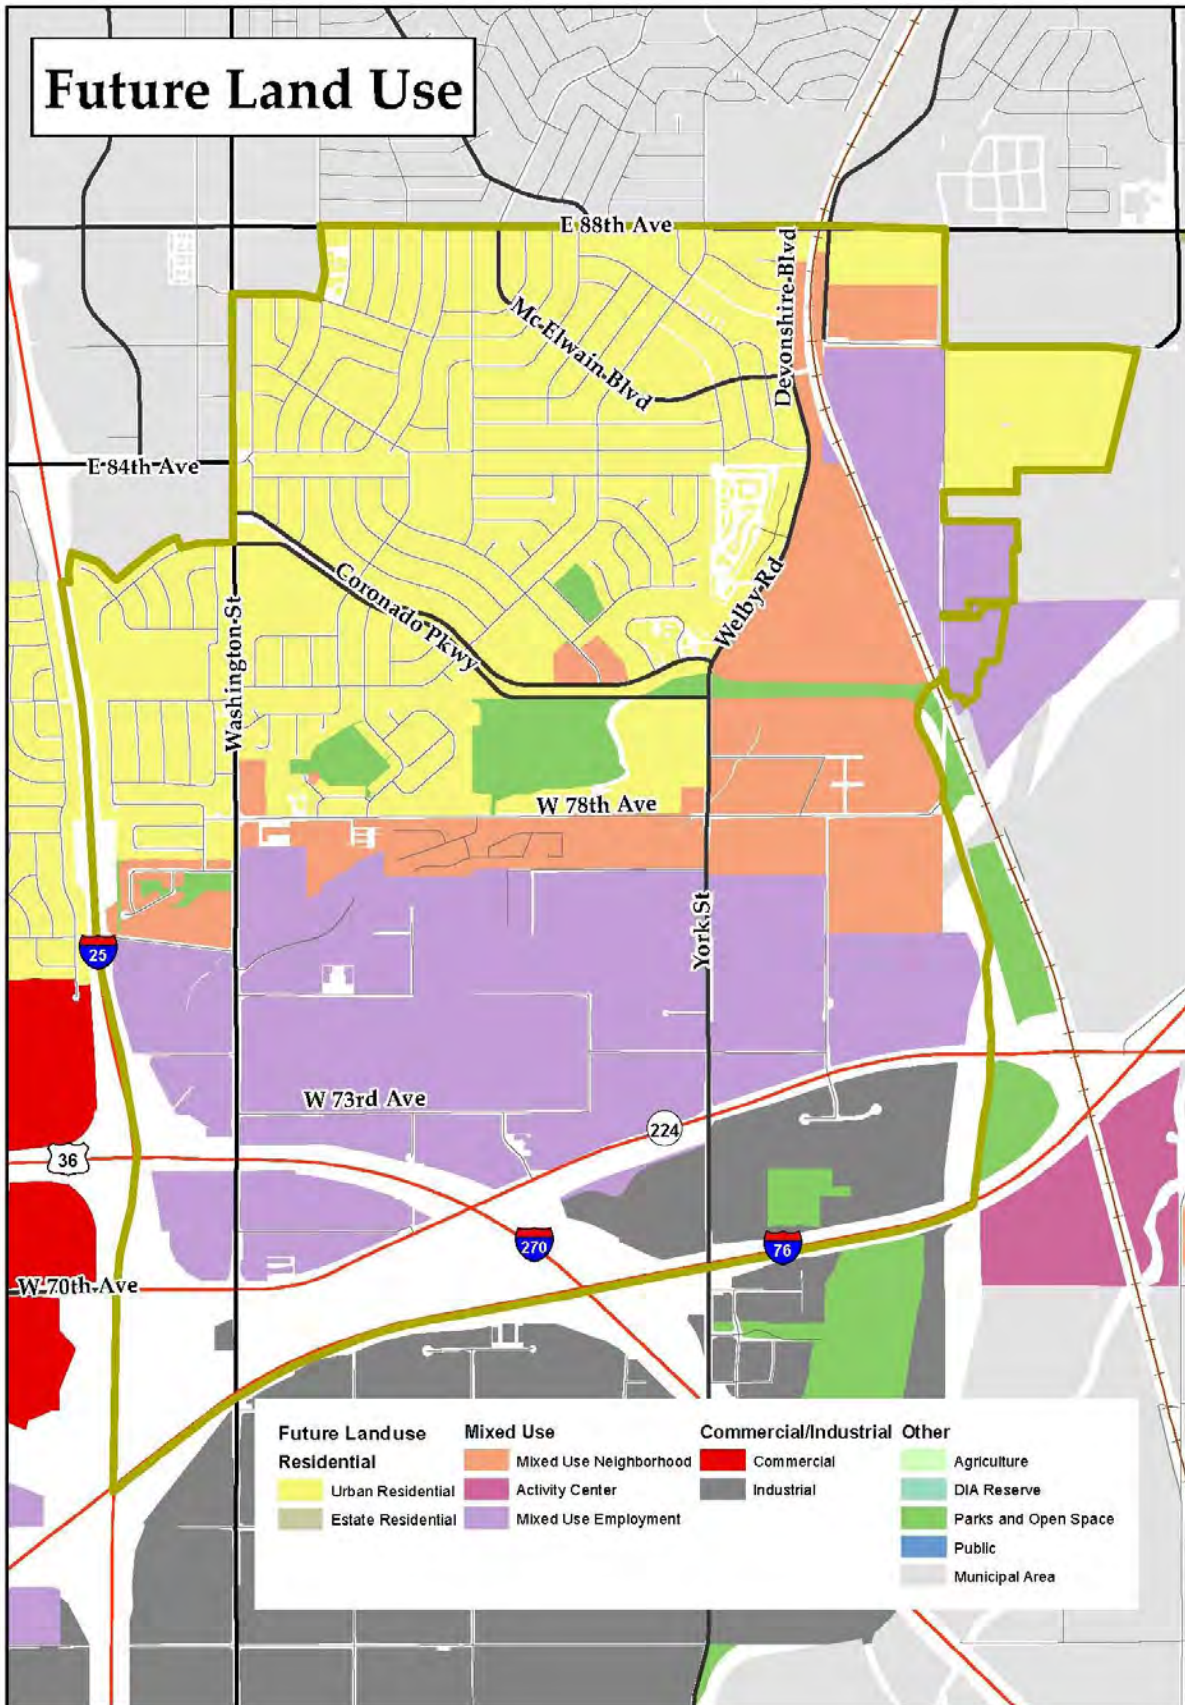 Future Land Use
E 88th Ave
Mc Elwain Blvd
Devonshire Blvd
E 84th Ave
Coronado Pkwy
Welby Rd
Washington St
W 78th Ave
25
York St
W 73rd Ave
224
36
270
76
W 70th Ave
Future Landuse
Residential
Urban Residential
Estate Residential
Mixed Use
Mixed Use Neighborhood
Activity Center
Mixed Use Employment
Commercial/Industrial
Commercial
Industrial
Other
Agriculture
DIA Reserve
Parks and Open Space
Public
Municipal Area